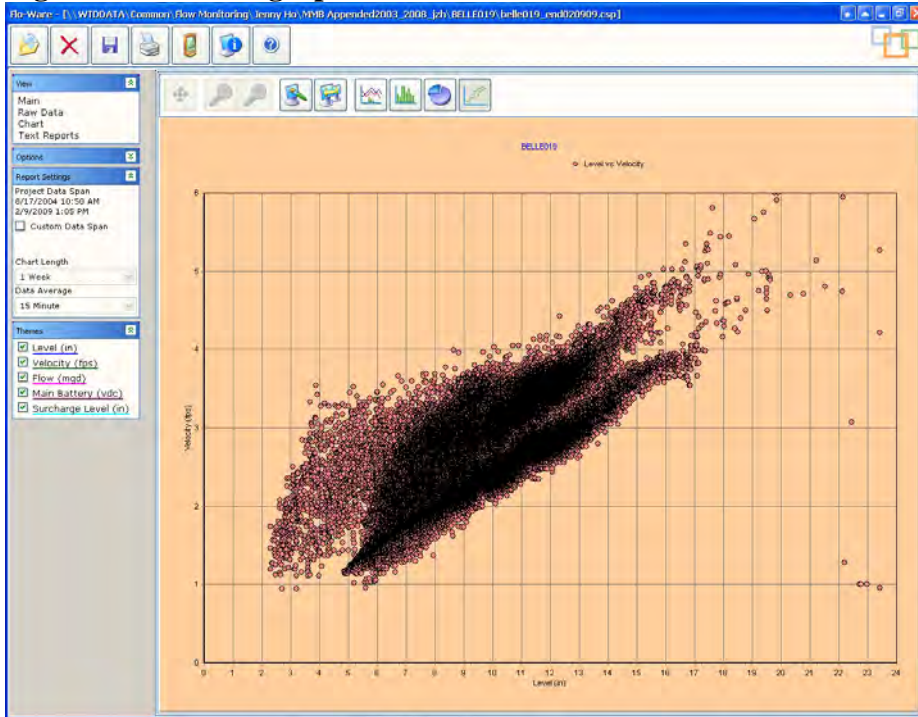 Flo-Ware - [\\WTDDATA\Common\Flow Monitoring\Jenny Ho\MMB Appended2003_2008_jzh\BELLE019\belle019_end020909.csp]
View
Main
Raw Data
Chart
Text Reports
Options
Report Settings
Project Data Span
6/17/2004 10:50 AM
2/9/2009 1:05 PM
Custom Data Span
Chart Length
1 Week
Data Average
15 Minute
Themes
Level (in)
Velocity (fps)
Flow (mgd)
Main Battery (vdc)
Surcharge Level (in)
BELLE019
Level vs Velocity
6
5
4
3
2
1
0
Velocity (fps)
0 1 2 3 4 5 6 7 8 9 10 11 12 13 14 15 16 17 18 19 20 21 22 23 24
Level (in)